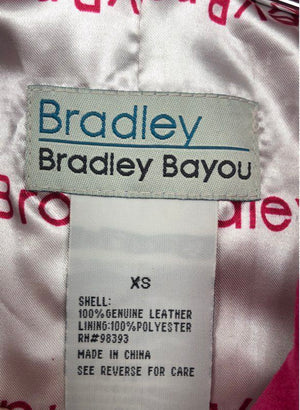 Bradley
Bradley Bayou
XS
SHELL:
100%GENUINE LEATHER
LINING:100%POLYESTER
RN#98393
MADE IN CHINA
SEE REVERSE FOR CARE